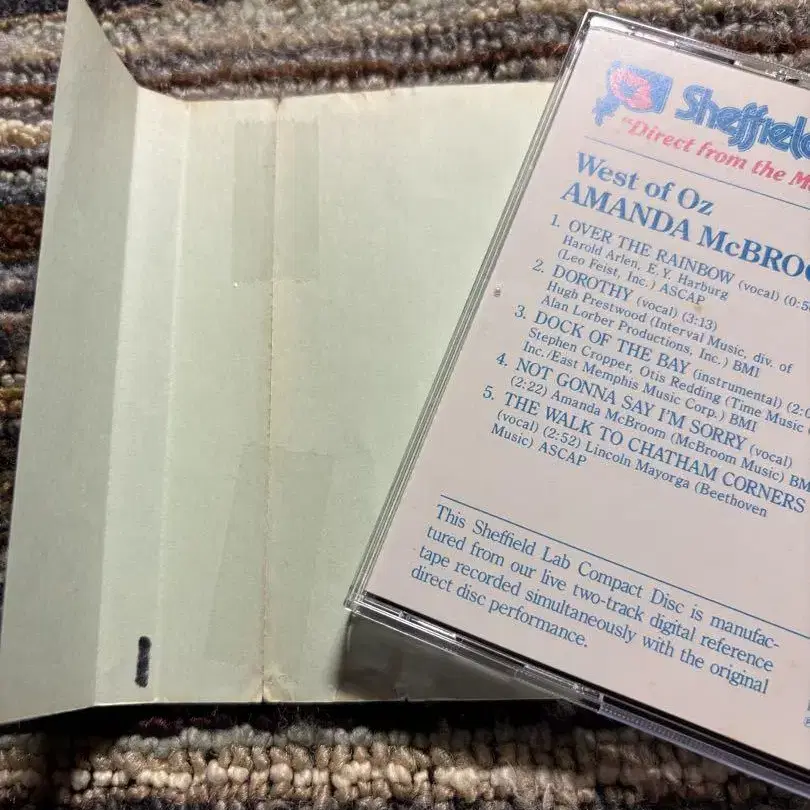 Sheffield
"Direct from the
West of Oz
AMANDA McBROO
1. OVER THE RAINBOW (vocal)
Harold Arlen, E. Y. Harburg
(Leo Feist, Inc.) ASCAP
2. DOROTHY (vocal) (3:13)
Hugh Prestwood (Interval Music, div. of
Alan Lorber Productions, Inc.) BMI
3. DOCK OF THE BAY (instrumental)
Stephen Cropper, Otis Redding (Time Music
Inc./East Memphis Music Corp.) BMI
4. NOT GONNA SAY I'M SORRY (vocal)
(2:22) Amanda McBroom (McBroom Music) BM
5. THE WALK TO CHATHAM CORNERS
(vocal) (2:52) Lincoln Mayorga (Beethoven
Music) ASCAP
This Sheffield Lab Compact Disc is manufac-
tured from our live two-track digital reference
tape recorded simultaneously with the original
direct disc performance.